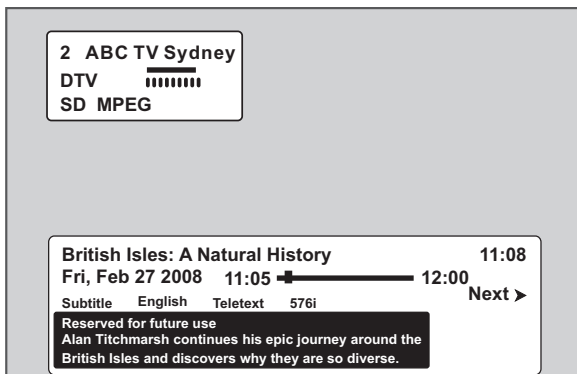 2 ABC TV Sydney
DTV
SD MPEG
British Isles: A Natural History 11:08
Fri, Feb 27 2008 11:05 12:00
Next ➤
Subtitle English Teletext 576i
Reserved for future use
Alan Titchmarsh continues his epic journey around the
British Isles and discovers why they are so diverse.